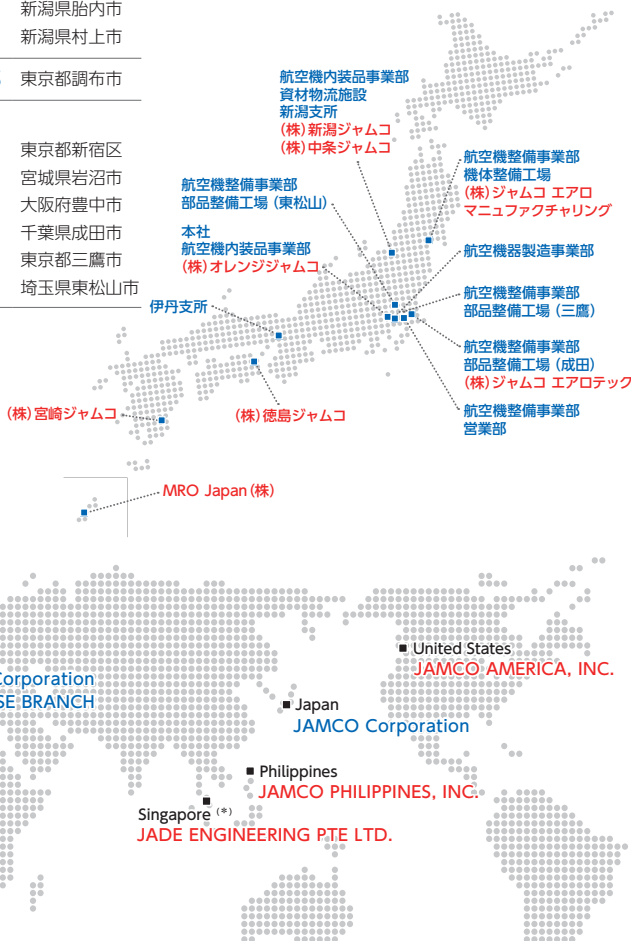 新潟県胎内市
新潟県村上市
東京都調布市
東京都新宿区
宮城県岩沼市
大阪府豊中市
千葉県成田市
東京都三鷹市
埼玉県東松山市
航空機内装品事業部
資材物流施設
新潟支所
(株)新潟ジャムコ
(株)中条ジャムコ
航空機整備事業部
部品整備工場（東松山）
本社
航空機内装品事業部
(株)オレンジジャムコ
伊丹支所
航空機整備事業部
機体整備工場
(株)ジャムコ エアロ
マニュファクチャリング
航空機器製造事業部
航空機整備事業部
部品整備工場（三鷹）
航空機整備事業部
部品整備工場（成田）
(株)ジャムコ エアロテック
航空機整備事業部
営業部
(株)宮崎ジャムコ
(株)徳島ジャムコ
MRO Japan(株)
United States
JAMCO AMERICA, INC.
Corporation
SE BRANCH
Japan
JAMCO Corporation
Philippines
JAMCO PHILIPPINES, INC.
Singapore (*)
JADE ENGINEERING PTE LTD.